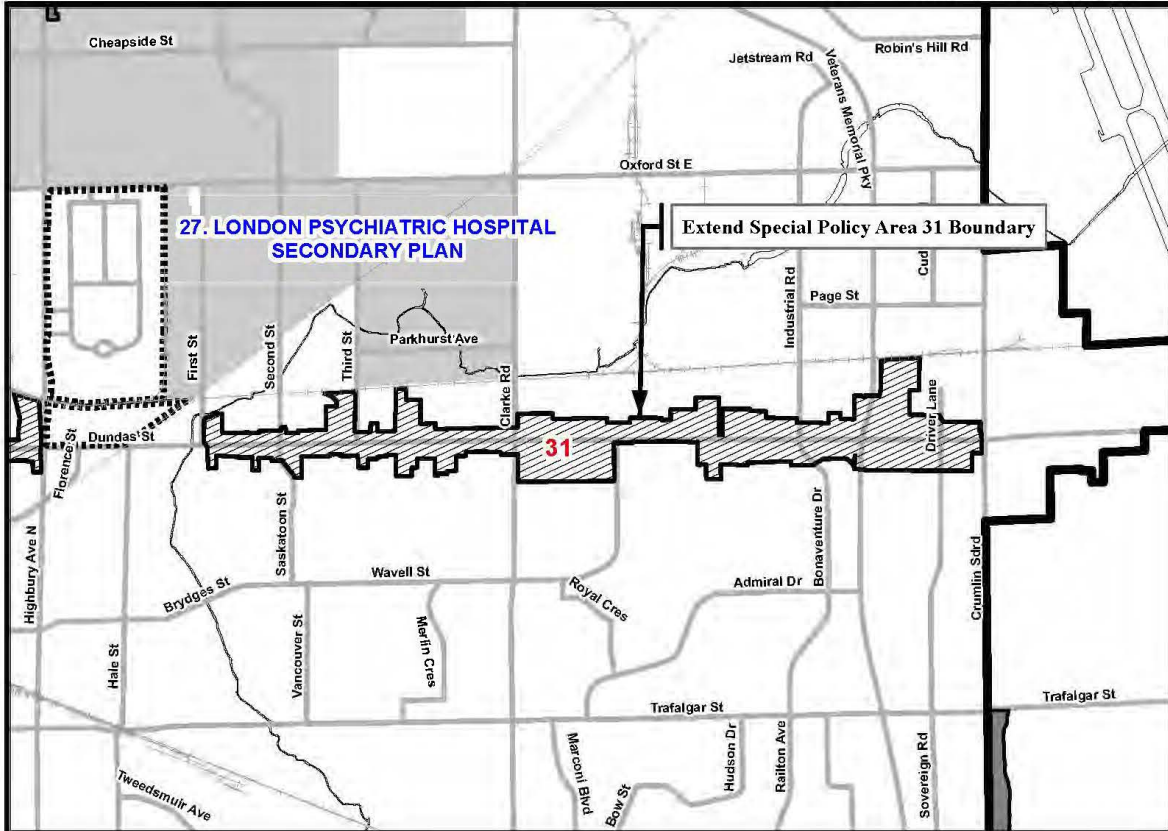 Cheapside St
Robin's Hill Rd
Jetstream Rd
Veterans Memorial Pky
Oxford St E
27. LONDON PSYCHIATRIC HOSPITAL
SECONDARY PLAN
Extend Special Policy Area 31 Boundary
Cud
Industrial Rd
Page St
First St
Second St
Third St
Parkhurst Ave
Clarke Rd
Driver Lane
Dundas St
31
Florence St
Highbury Ave N
Saskatoon St
Bonaventure Dr
Crumlin Sdrd
Wavell St
Brydges St
Royal Cres
Admiral Dr
Vancouver St
Merlin Cres
Hale St
Trafalgar St
Trafalgar St
Marconi Blvd
Bow St
Hudson Dr
Railton Ave
Sovereign Rd
Tweedsmuir Ave